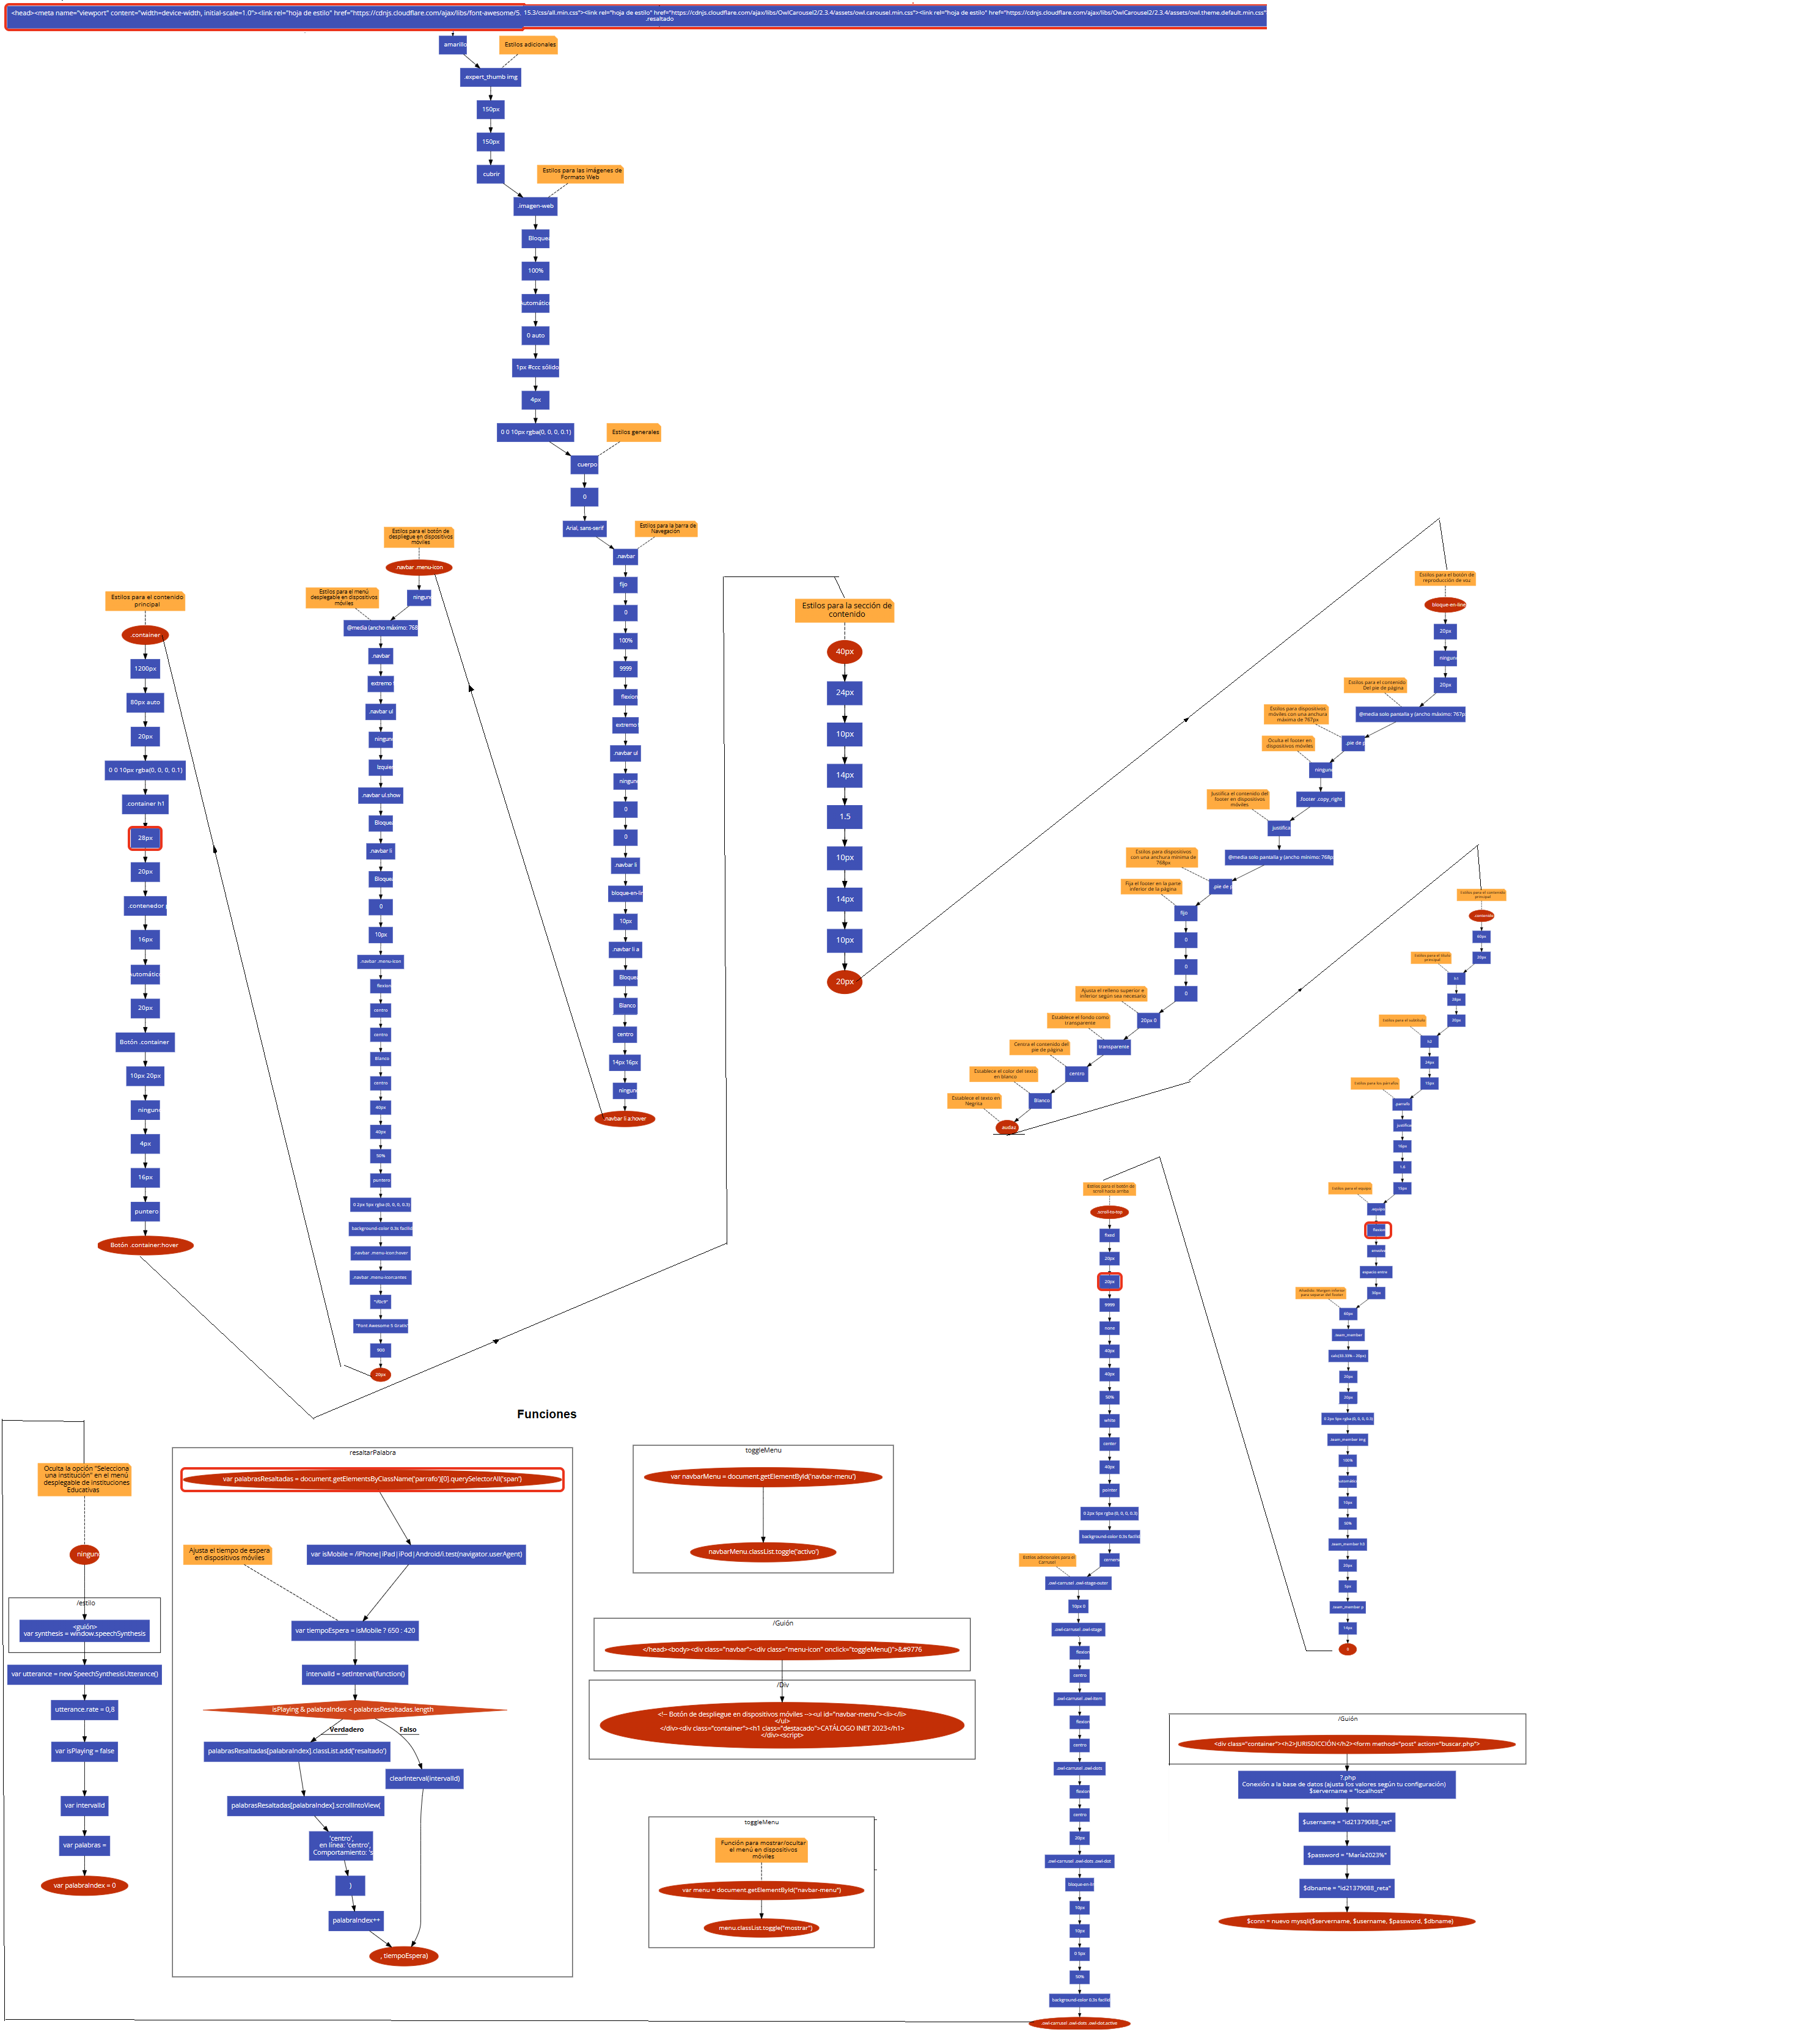 <head><meta name="viewport" content="width=device-width, initial-scale=1.0"><link rel="hoja de estilo" href="https://cdnjs.cloudflare.com/ajax/libs/font-awesome/5. 15.3/css/all.min.css"><link rel="hoja de estilo" href="https://cdnjs.cloudflare.com/ajax/libs/OwlCarousel2/2.3.4/assets/owl.carousel.min.css"><link rel="hoja de estilo" href="https://cdnjs.cloudflare.com/ajax/libs/OwlCarousel2/2.3.4/assets/owl.theme.default.min.css"
.resaltado
amarillo
Estilos adicionales
.expert_thumb img
150px
150px
cubrir
Estilos para las imágenes de
Formato Web
.imagen-web
Bloquea
100%
automático
0 auto
1px #ccc sólido
4px
0 0 10px rgba(0, 0, 0, 0.1)
Estilos generales
cuerpo
0
Arial, sans-serif
Estilos para la barra de
Navegación
.navbar
fijo
0
100%
9999
flexion
extremo f
.navbar ul
ninguno
0
0
.navbar li
bloque-en-lin
10px
.navbar li a
Bloquea
Blanco
centro
14px 16px
ninguno
.navbar li a:hover
Estilos para el botón de
despliegue en dispositivos
móviles
.navbar .menu-icon
ninguno
Estilos para el menú
desplegable en dispositivos
móviles
@media (ancho máximo: 768
.navbar
extremo f
.navbar ul
ninguno
Izquier
.navbar ul.show
Bloquea
.navbar li
Bloquea
0
10px
.navbar .menu-icon
flexion
centro
centro
Blanco
centro
40px
40px
50%
puntero
0 2px 5px rgba (0, 0, 0, 0.3)
background-color 0.3s facilid
.navbar .menu-icon:hover
.navbar .menu-icon:antes
"\f0c9"
"Font Awesome 5 Gratis"
900
20px
Estilos para el contenido
principal
.container
1200px
80px auto
20px
0 0 10px rgba(0, 0, 0, 0.1)
.container h1
28px
20px
.contenedor p
16px
automático
20px
Botón .container
10px 20px
ninguno
4px
16px
puntero
Botón .container:hover
Estilos para la sección de
contenido
40px
24px
10px
14px
1.5
10px
14px
10px
20px
Estilos para el botón de
reproducción de voz
bloque-en-line
20px
ninguno
20px
Estilos para el contenido
Del pie de página
@media solo pantalla y (ancho máximo: 767p
Estilos para dispositivos
móviles con una anchura
máxima de 767px
.pie de p
Oculta el footer en
dispositivos móviles
ninguno
.footer .copy_right
Justifica el contenido del
footer en dispositivos
móviles
justifica
@media solo pantalla y (ancho mínimo: 768p
Estilos para dispositivos
con una anchura mínima de
768px
.pie de p
Fija el footer en la parte
inferior de la página
fijo
0
0
0
Ajusta el relleno superior e
inferior según sea necesario
20px 0
Establece el fondo como
transparente
transparente
Centra el contenido del
pie de página
centro
Establece el color del texto
en blanco
Blanco
Establece el texto en
Negrita
audaz
Estilos para el contenido
principal
.contenido
60px
30px
Estilos para el título
principal
h1
28px
20px
Estilos para el subtítulo
h3
24px
10px
Estilos para los párrafos
.parrafo
justifica
16px
1.6
15px
Estilos para el equipo
.equipo
flexion
envolve
espacio entre
80px
Añadido: Margen inferior
para separar del footer
60px
.team_member
calc(33.33% - 20px)
20px
20px
0 2px 5px rgba (0, 0, 0, 0.3)
.team_member img
100%
automático
10px
50%
.team_member h3
20px
5px
.team_member p
14px
0
Estilos para el botón de
scroll hacia arriba
.scroll-to-top
fixed
20px
20px
9999
none
40px
40px
50%
white
center
40px
pointer
0 2px 5px rgba (0, 0, 0, 0.3)
background-color 0.3s facilid
Estilos adicionales para el
Carrusel
.owl-carrusel .owl-stage-outer
10px 0
.owl-carrusel .owl-stage
flexion
centro
.owl-carrusel .owl-item
flexion
centro
.owl-carrusel .owl-dots
flexion
centro
20px
.owl-carrusel .owl-dots .owl-dot
bloque-en-lin
10px
10px
0 5px
50%
background-color 0.3s facilid
.owl-carrusel .owl-dots .owl-dot.active
Funciones
Oculta la opción "Selecciona
una institución" en el menú
desplegable de instituciones
Educativas
ningun
/estilo
<guión>
var synthesis = window.speechSynthesis
var utterance = new SpeechSynthesisUtterance()
utterance.rate = 0,8
var isPlaying = false
var intervalId
var palabras =
var palabraIndex = 0
resaltarPalabra
var palabrasResaltadas = document.getElementsByClassName('parrafo')[0].querySelectorAll('span')
var isMobile = /iPhone|iPad|iPod|Android/i.test(navigator.userAgent)
Ajusta el tiempo de espera
en dispositivos móviles
var tiempoEspera = isMobile ? 650 : 420
intervalId = setInterval(function()
isPlaying & palabraIndex < palabrasResaltadas.length
Verdadero
Falso
palabrasResaltadas[palabraIndex].classList.add('resaltado')
clearInterval(intervalId)
palabrasResaltadas[palabraIndex].scrollIntoView(
'centro',
en línea: 'centro',
Comportamiento: 's
)
palabraIndex++
, tiempoEspera)
toggleMenu
var navbarMenu = document.getElementById('navbar-menu')
navbarMenu.classList.toggle('activo')
/Guión
</head><body><div class="navbar"><div class="menu-icon" onclick="toggleMenu()">&#9776
/Div
<!-- Botón de despliegue en dispositivos móviles --><ul id="navbar-menu"><li></li>
</ul>
</div><div class="container"><h1 class="destacado">CATÁLOGO INET 2023</h1>
</div><script>
toggleMenu
Función para mostrar/ocultar
el menú en dispositivos
móviles
var menu = document.getElementById("navbar-menu")
menu.classList.toggle("mostrar")
/Guión
<div class="container"><h2>JURISDICCIÓN</h2><form method="post" action="buscar.php">
?.php
Conexión a la base de datos (ajusta los valores según tu configuración)
$servername = "localhost"
$username = "id21379088_ret"
$password = "María2023%"
$dbname = "id21379088_reta"
$conn = nuevo mysqli($servername, $username, $password, $dbname)